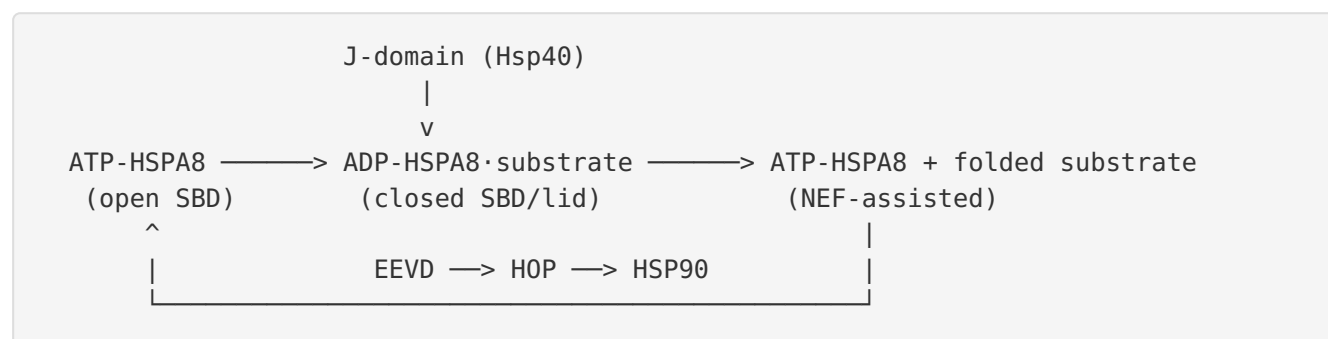 J-domain (Hsp40)
|
v
ATP-HSPA8 ──────> ADP-HSPA8·substrate ──────> ATP-HSPA8 + folded substrate
(open SBD) (closed SBD/lid) (NEF-assisted)
^ |
| EEVD ──> HOP ──> HSP90 |
└──────────────────────────────────────────────┘